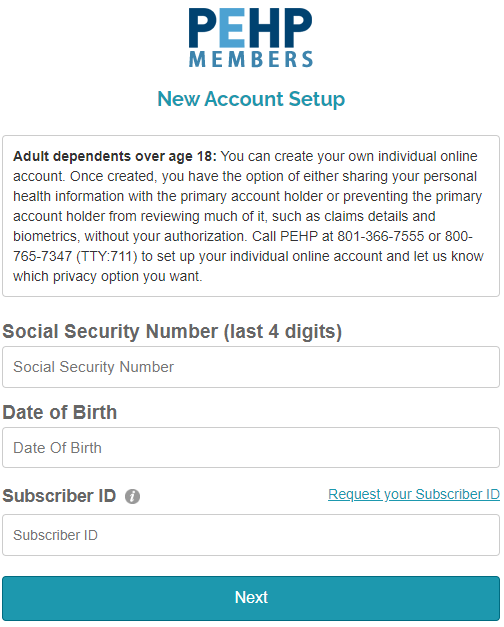 PEHP
MEMBERS
New Account Setup
Adult dependents over age 18: You can create your own individual online
account. Once created, you have the option of either sharing your personal
health information with the primary account holder or preventing the primary
account holder from reviewing much of it, such as claims details and
biometrics, without your authorization. Call PEHP at 801-366-7555 or 800-
765-7347 (TTY:711) to set up your individual online account and let us know
which privacy option you want.
Social Security Number (last 4 digits)
Social Security Number
Date of Birth
Date Of Birth
Subscriber ID i Request your Subscriber ID
Subscriber ID
Next